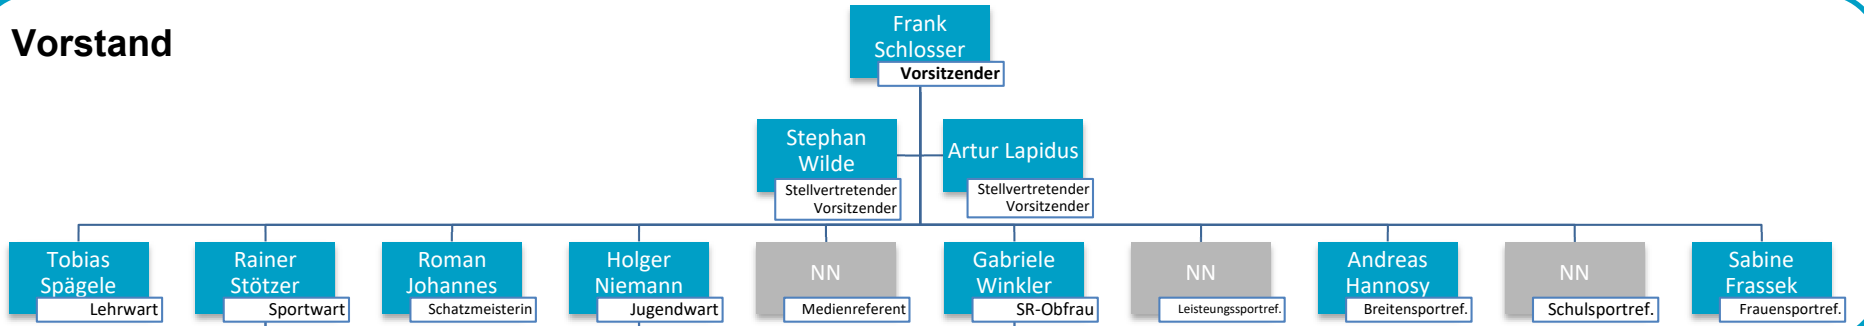 Vorstand
Frank
Schlosser
Vorsitzender
Stephan
Wilde
Stellvertretender
Vorsitzender
Artur Lapidus
Stellvertretender
Vorsitzender
Tobias
Spägele
Lehrwart
Rainer
Stötzer
Sportwart
Roman
Johannes
Schatzmeisterin
Holger
Niemann
Jugendwart
NN
Medienreferent
Gabriele
Winkler
SR-Obfrau
NN
Leisteungssportref.
Andreas
Hannosy
Breitensportref.
NN
Schulsportref.
Sabine
Frassek
Frauensportref.